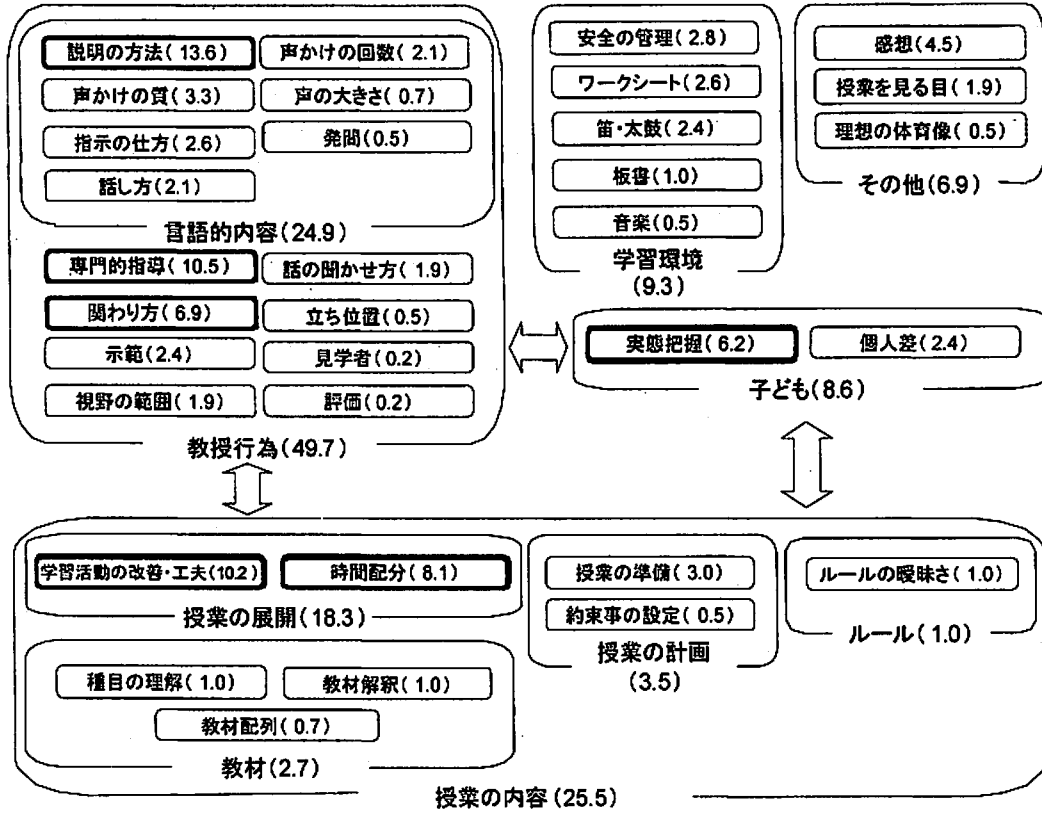 説明の方法(13.6)
声かけの回数(2.1)
声かけの質(3.3)
声の大きさ(0.7)
指示の仕方(2.6)
発問(0.5)
話し方(2.1)
言語的内容(24.9)
専門的指導(10.5)
話の聞かせ方(1.9)
関わり方(6.9)
立ち位置(0.5)
示範(2.4)
見学者(0.2)
視野の範囲(1.9)
評価(0.2)
教授行為(49.7)
安全の管理(2.8)
ワークシート(2.6)
笛・太鼓(2.4)
板書(1.0)
音楽(0.5)
学習環境
(9.3)
感想(4.5)
授業を見る目(1.9)
理想の体育像(0.5)
その他(6.9)
実態把握(6.2)
個人差(2.4)
子ども(8.6)
学習活動の改善・工夫(10.2)
時間配分(8.1)
授業の展開(18.3)
種目の理解(1.0)
教材解釈(1.0)
教材配列(0.7)
教材(2.7)
授業の準備(3.0)
約束事の設定(0.5)
授業の計画
(3.5)
ルールの曖昧さ(1.0)
ルール(1.0)
授業の内容(25.5)